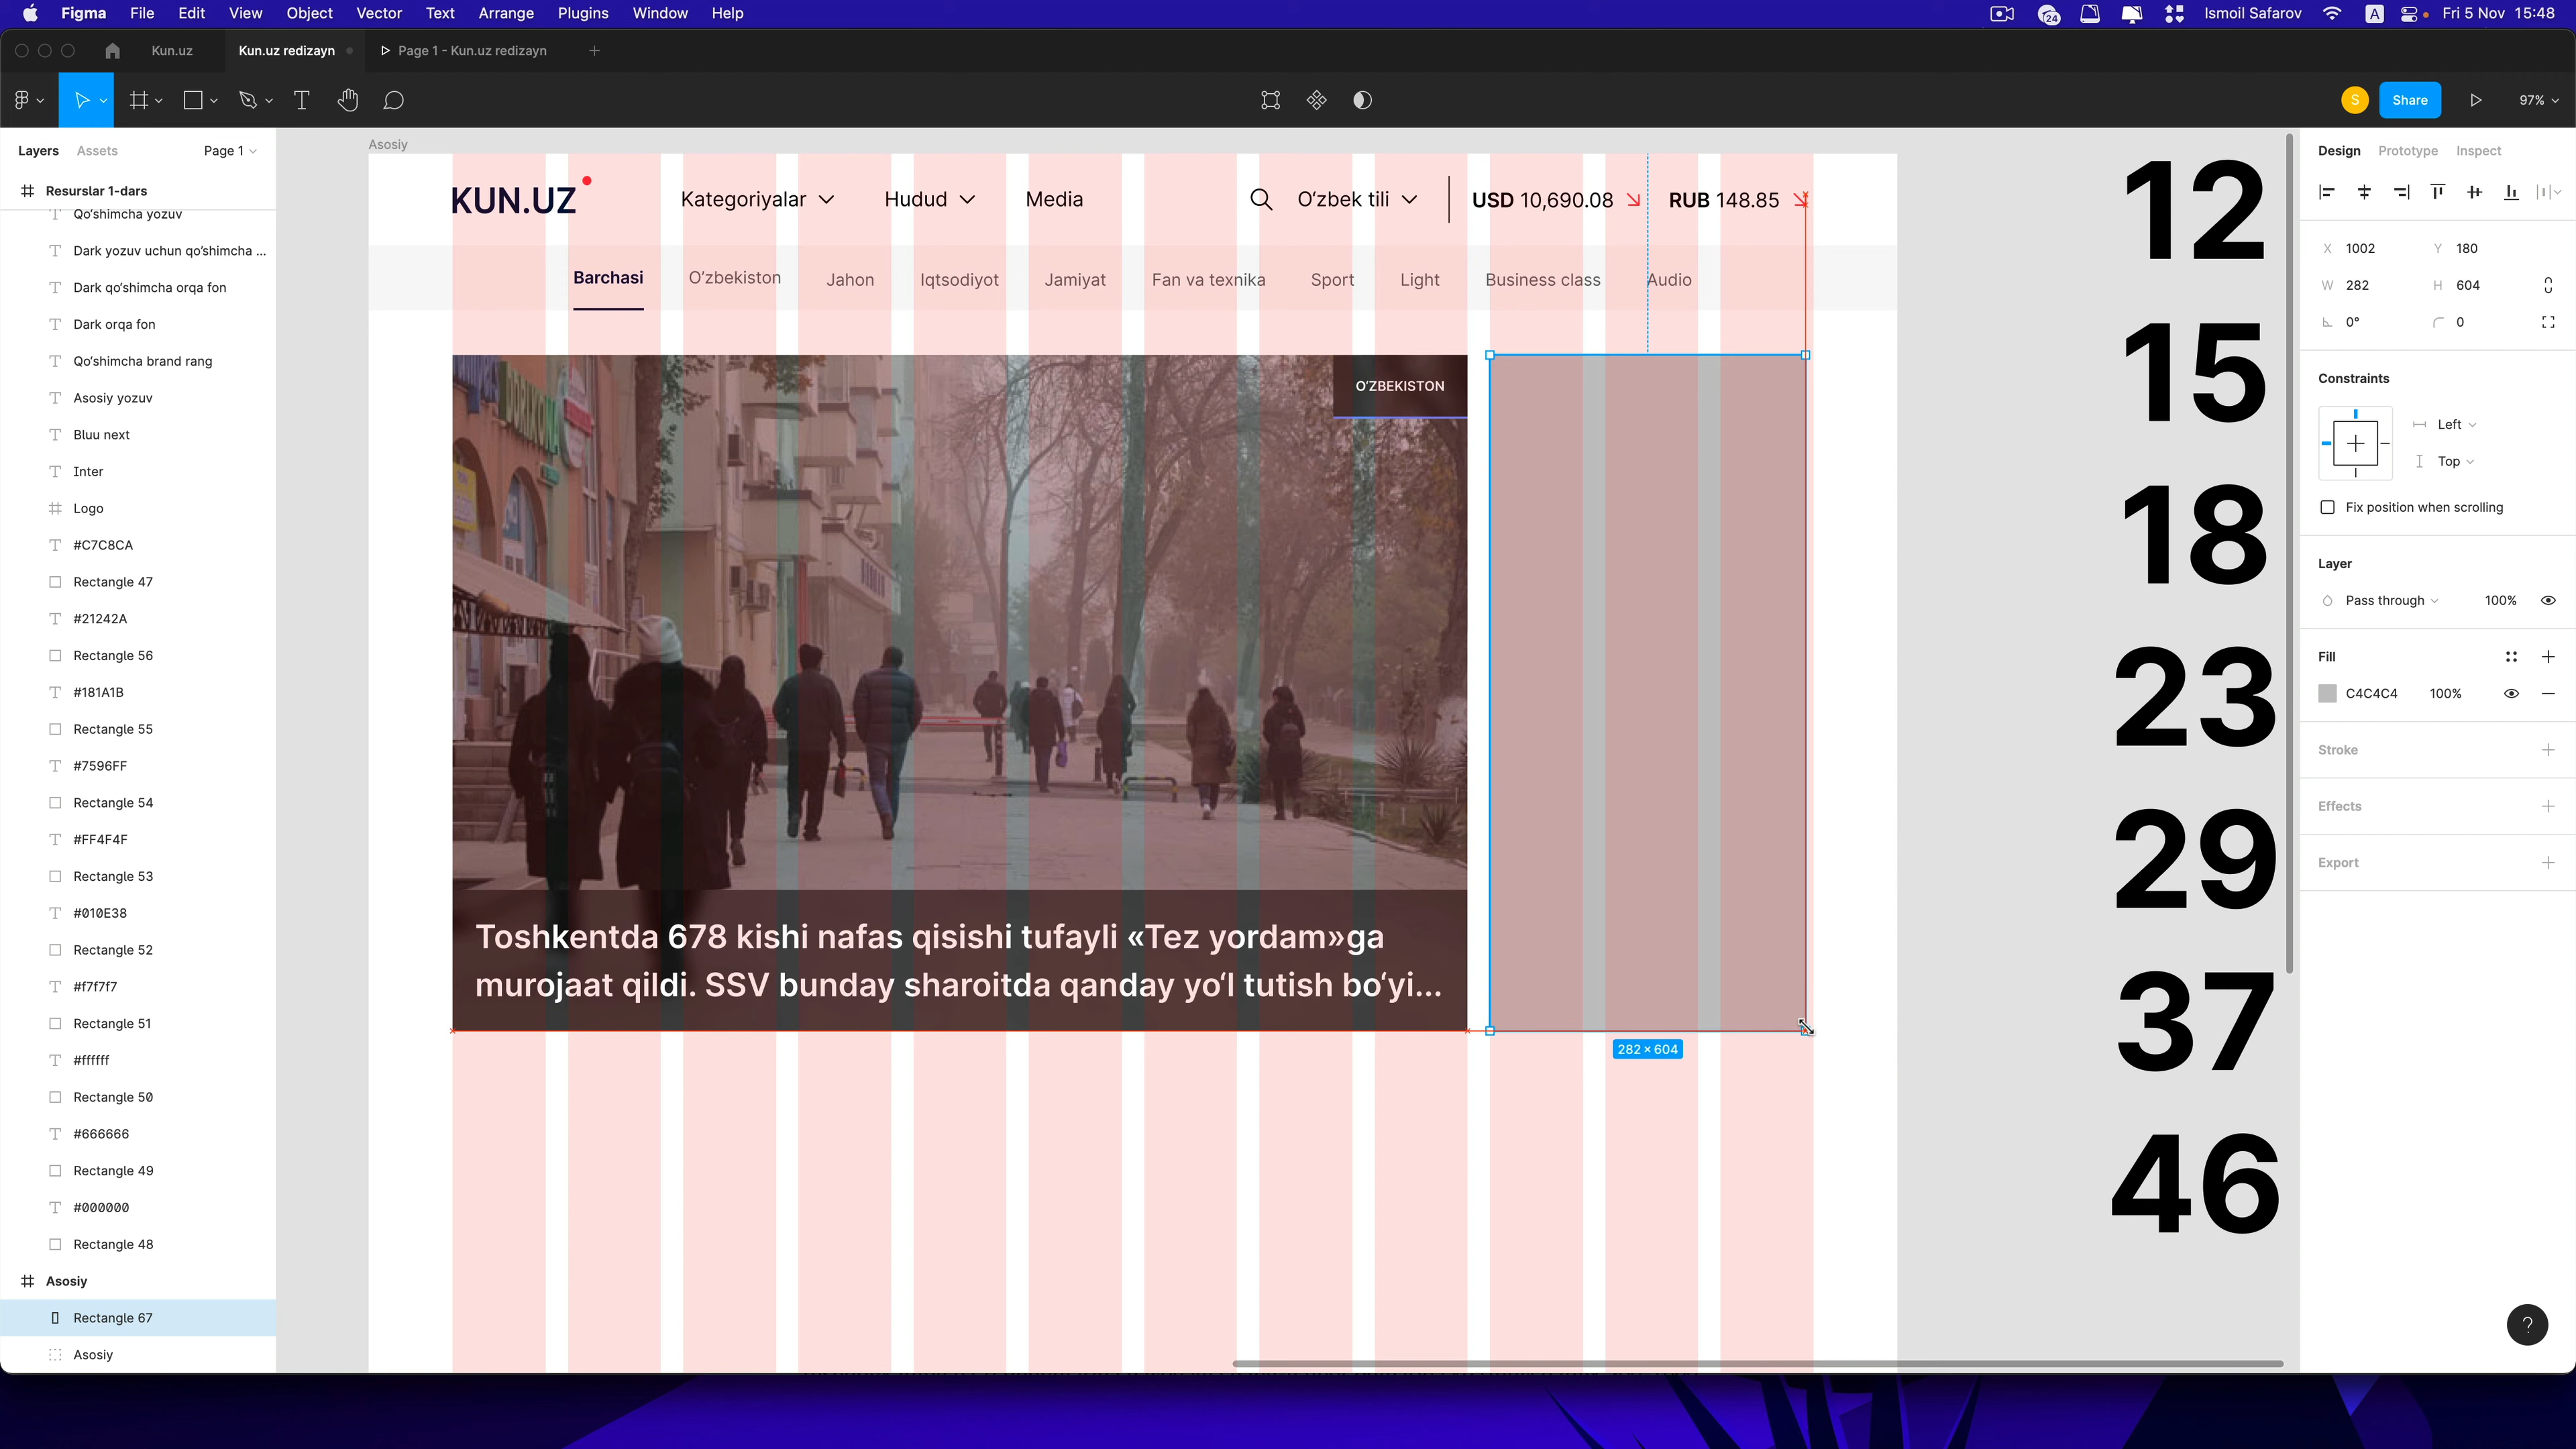 Figma File Edit View Object Vector Text Arrange Plugins Window Help
24 Ismoil Safarov A Fri 5 Nov 15:48
Kun.uz Kun.uz redizayn Page 1 - Kun.uz redizayn
S Share 97%
Layers Assets Page 1
Resurslar 1-dars
Qo‘shimcha yozuv
Dark yozuv uchun qo‘shimcha ...
Dark qo‘shimcha orqa fon
Dark orqa fon
Qo‘shimcha brand rang
Asosiy yozuv
Bluu next
Inter
Logo
#C7C8CA
Rectangle 47
#21242A
Rectangle 56
#181A1B
Rectangle 55
#7596FF
Rectangle 54
#FF4F4F
Rectangle 53
#010E38
Rectangle 52
#f7f7f7
Rectangle 51
#ffffff
Rectangle 50
#666666
Rectangle 49
#000000
Rectangle 48
Asosiy
Rectangle 67
Asosiy
Asosiy
KUN.UZ Kategoriyalar Hudud Media O‘zbek tili USD 10,690.08 RUB 148.85
Barchasi O‘zbekiston Jahon Iqtsodiyot Jamiyat Fan va texnika Sport Light Business class Audio
O‘ZBEKISTON
Toshkentda 678 kishi nafas qisishi tufayli «Tez yordam»ga
murojaat qildi. SSV bunday sharoitda qanday yo‘l tutish bo‘yi...
282 × 604
12
15
18
23
29
37
46
Design Prototype Inspect
X 1002 Y 180
W 282 H 604
0° 0
Constraints
Left
Top
Fix position when scrolling
Layer
Pass through 100%
Fill
C4C4C4 100%
Stroke
Effects
Export
?